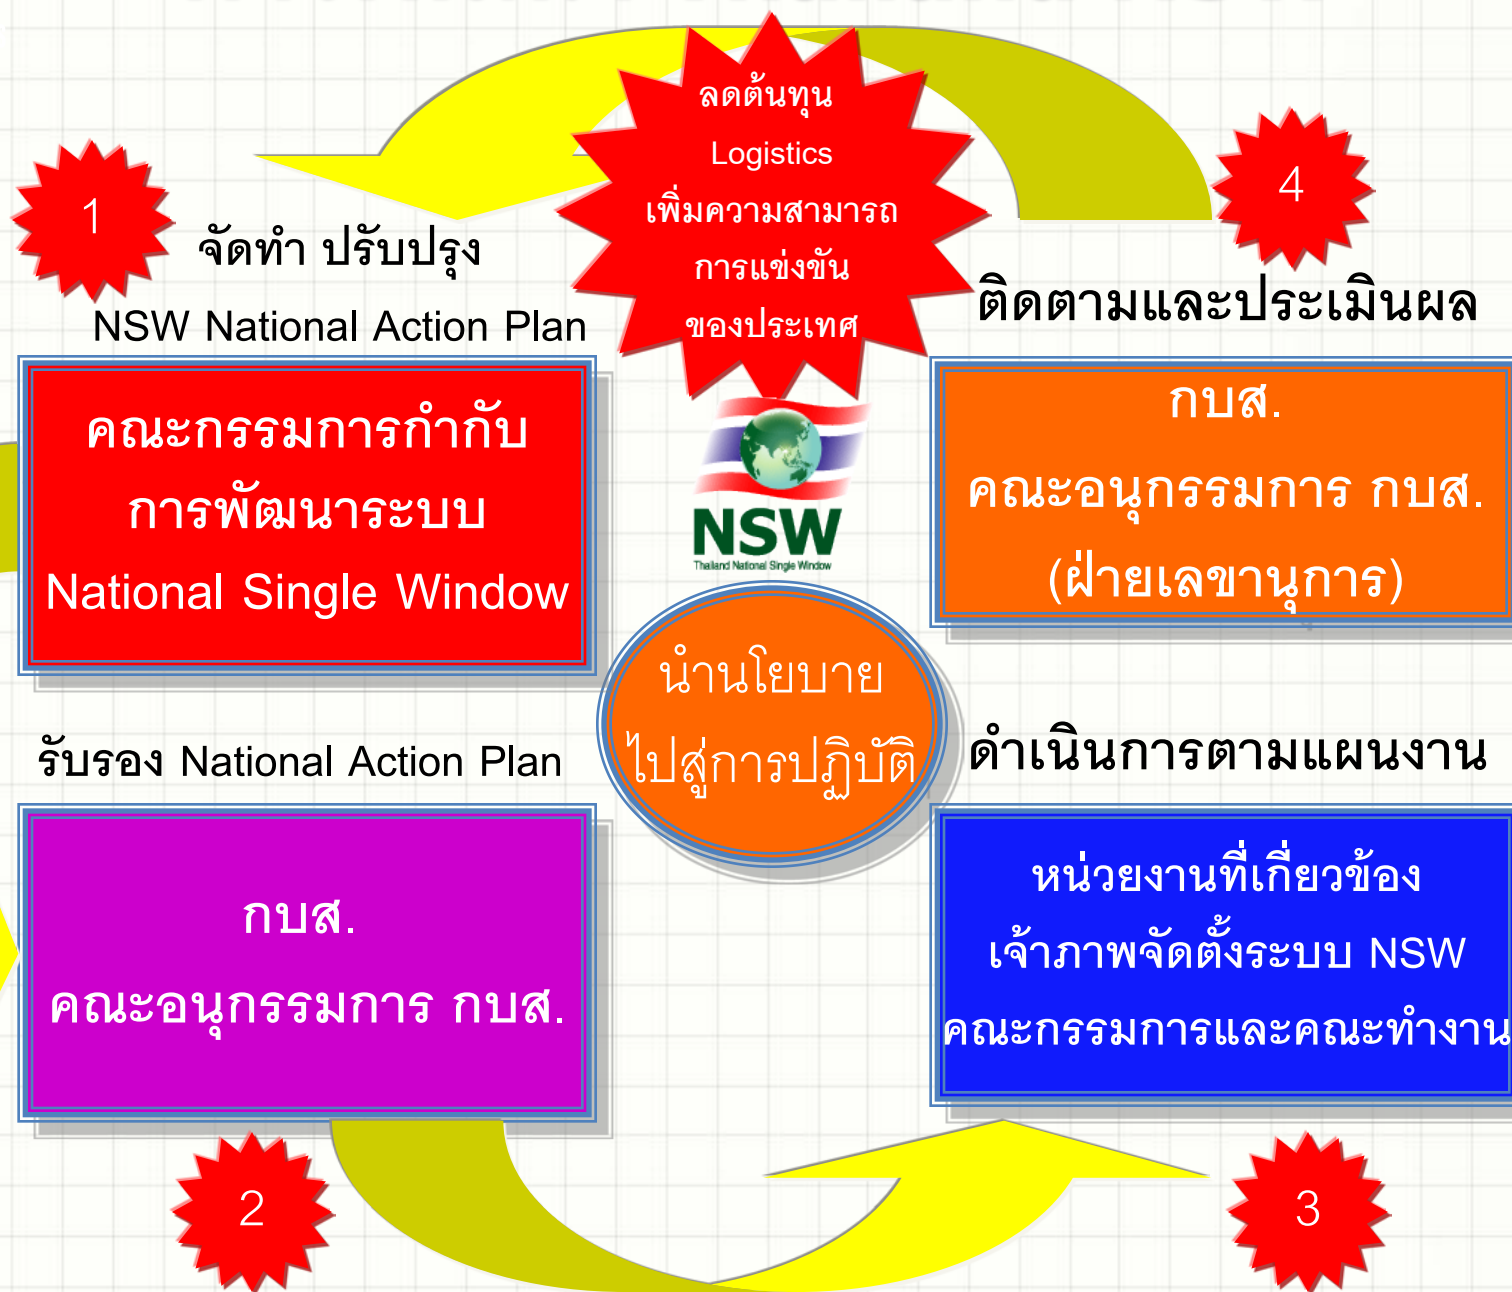 ลดต้นทุน
Logistics
เพิ่มความสามารถ
การแข่งขัน
ของประเทศ
1
จัดทำ ปรับปรุง
NSW National Action Plan
คณะกรรมการกำกับ
การพัฒนาระบบ
National Single Window
4
ติดตามและประเมินผล
กบส.
คณะอนุกรรมการ กบส.
(ฝ่ายเลขานุการ)
NSW
Thailand National Single Window
นำนโยบาย
ไปสู่การปฏิบัติ
รับรอง National Action Plan
กบส.
คณะอนุกรรมการ กบส.
2
ดำเนินการตามแผนงาน
หน่วยงานที่เกี่ยวข้อง
เจ้าภาพจัดตั้งระบบ NSW
คณะกรรมการและคณะทำงาน
3